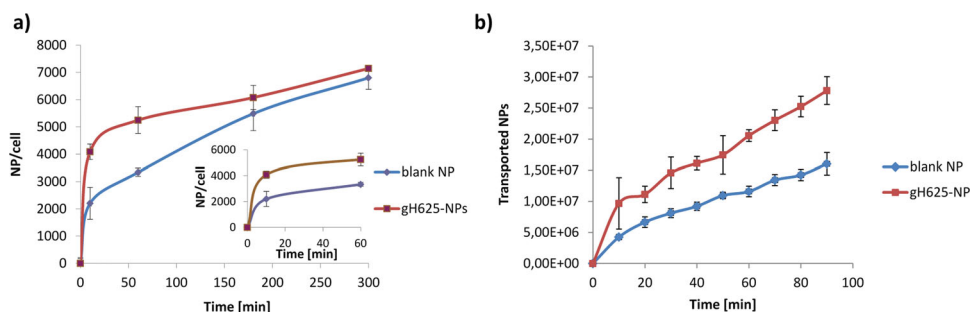 a)
NP/cell
8000
7000
6000
5000
4000
3000
2000
1000
0
0
50
100
150
200
250
300
Time [min]
NP/cell
6000
4000
2000
0
0
20
40
60
Time [min]
blank NP
gH625-NPs
b)
Transported NPs
3,50E+07
3,00E+07
2,50E+07
2,00E+07
1,50E+07
1,00E+07
5,00E+06
0,00E+00
0
20
40
60
80
100
Time [min]
blank NP
gH625-NP